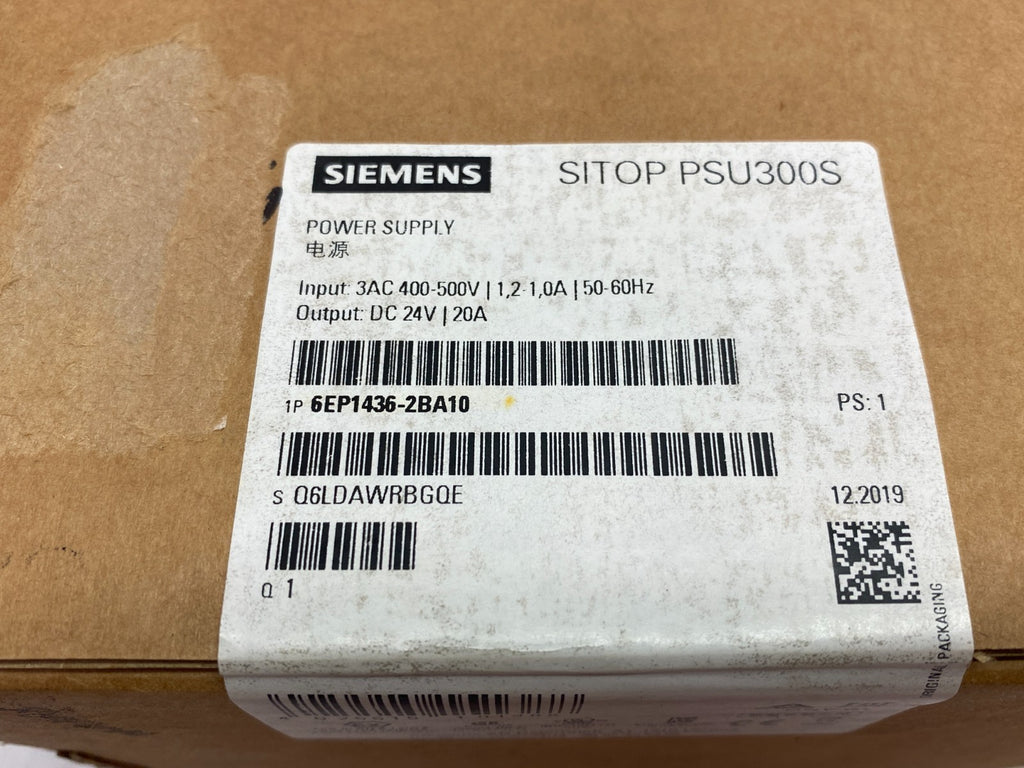 SIEMENS
SITOP PSU300S
POWER SUPPLY
电源
Input: 3AC 400-500V | 1,2-1,0A | 50-60Hz
Output: DC 24V | 20A
1P 6EP1436-2BA10
PS: 1
S Q6LDAWRBGQE
12.2019
Q 1
ORIGINAL PACKAGING